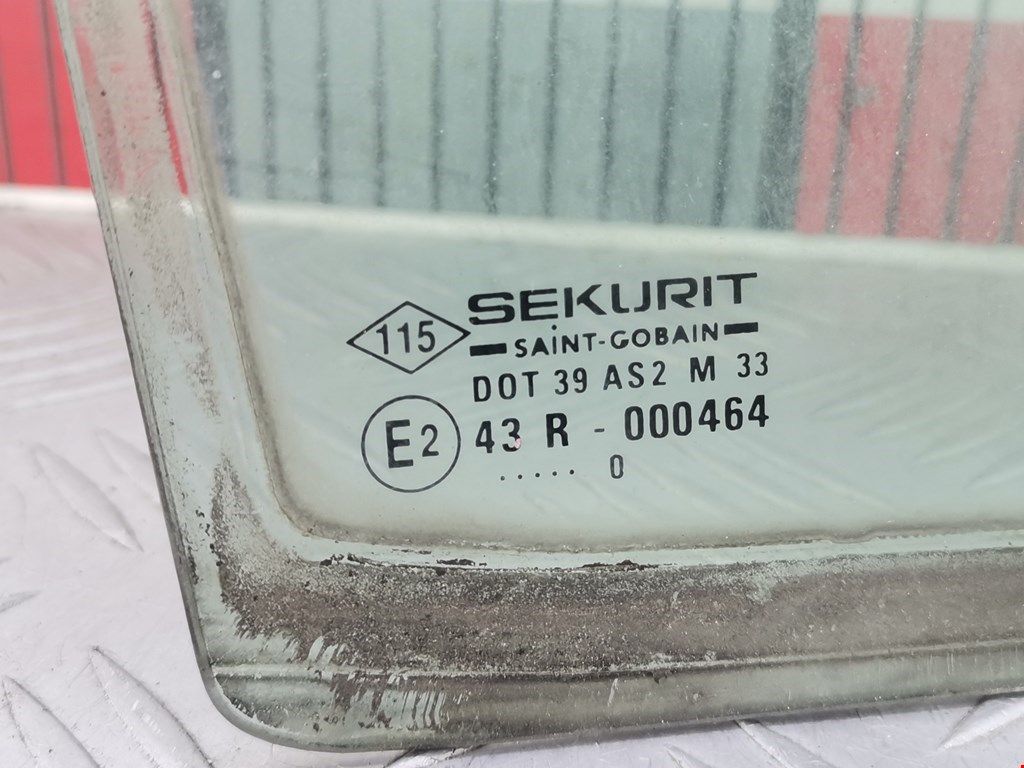 SEKURIT
115
SAINT-GOBAIN
DOT 39 AS2 M 33
E2 43 R - 000464
..... 0